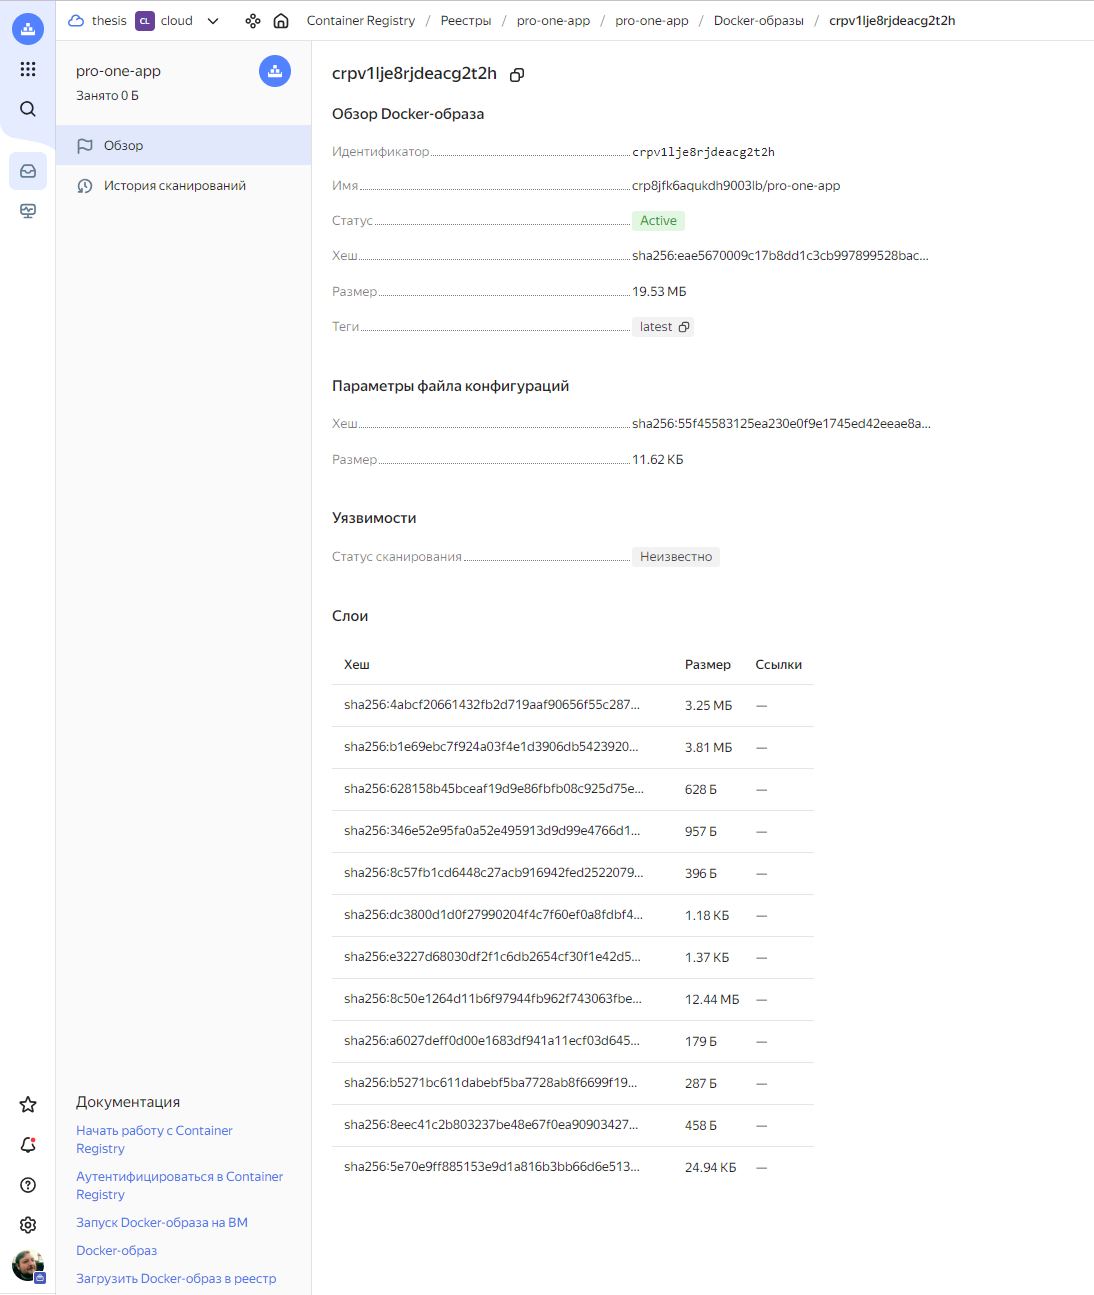 thesis CL cloud Container Registry / Реестры / pro-one-app / pro-one-app / Docker-образы / crpv1lje8rjdeacg2t2h
pro-one-app
Занято 0 Б
Обзор
История сканирований
Документация
Начать работу с Container
Registry
Аутентифицироваться в Container
Registry
Запуск Docker-образа на ВМ
Docker-образ
Загрузить Docker-образ в реестр
crpv1lje8rjdeacg2t2h
Обзор Docker-образа
Идентификатор crpv1lje8rjdeacg2t2h
Имя crp8jfk6aqukdh9003lb/pro-one-app
Статус Active
Хеш sha256:eae5670009c17b8dd1c3cb997899528bac...
Размер 19.53 МБ
Теги latest
Параметры файла конфигураций
Хеш sha256:55f45583125ea230e0f9e1745ed42eeae8a...
Размер 11.62 КБ
Уязвимости
Статус сканирования Неизвестно
Слои
Хеш Размер Ссылки
sha256:4abcf20661432fb2d719aaf90656f55c287... 3.25 МБ —
sha256:b1e69ebc7f924a03f4e1d3906db5423920... 3.81 МБ —
sha256:628158b45bceaf19d9e86fbfb08c925d75e... 628 Б —
sha256:346e52e95fa0a52e495913d9d99e4766d1... 957 Б —
sha256:8c57fb1cd6448c27acb916942fed2522079... 396 Б —
sha256:dc3800d1d0f27990204f4c7f60ef0a8fdbf4... 1.18 КБ —
sha256:e3227d68030df2f1c6db2654cf30f1e42d5... 1.37 КБ —
sha256:8c50e1264d11b6f97944fb962f743063fbe... 12.44 МБ —
sha256:a6027deff0d00e1683df941a11ecf03d645... 179 Б —
sha256:b5271bc611dabebf5ba7728ab8f6699f19... 287 Б —
sha256:8eec41c2b803237be48e67f0ea90903427... 458 Б —
sha256:5e70e9ff885153e9d1a816b3bb66d6e513... 24.94 КБ —